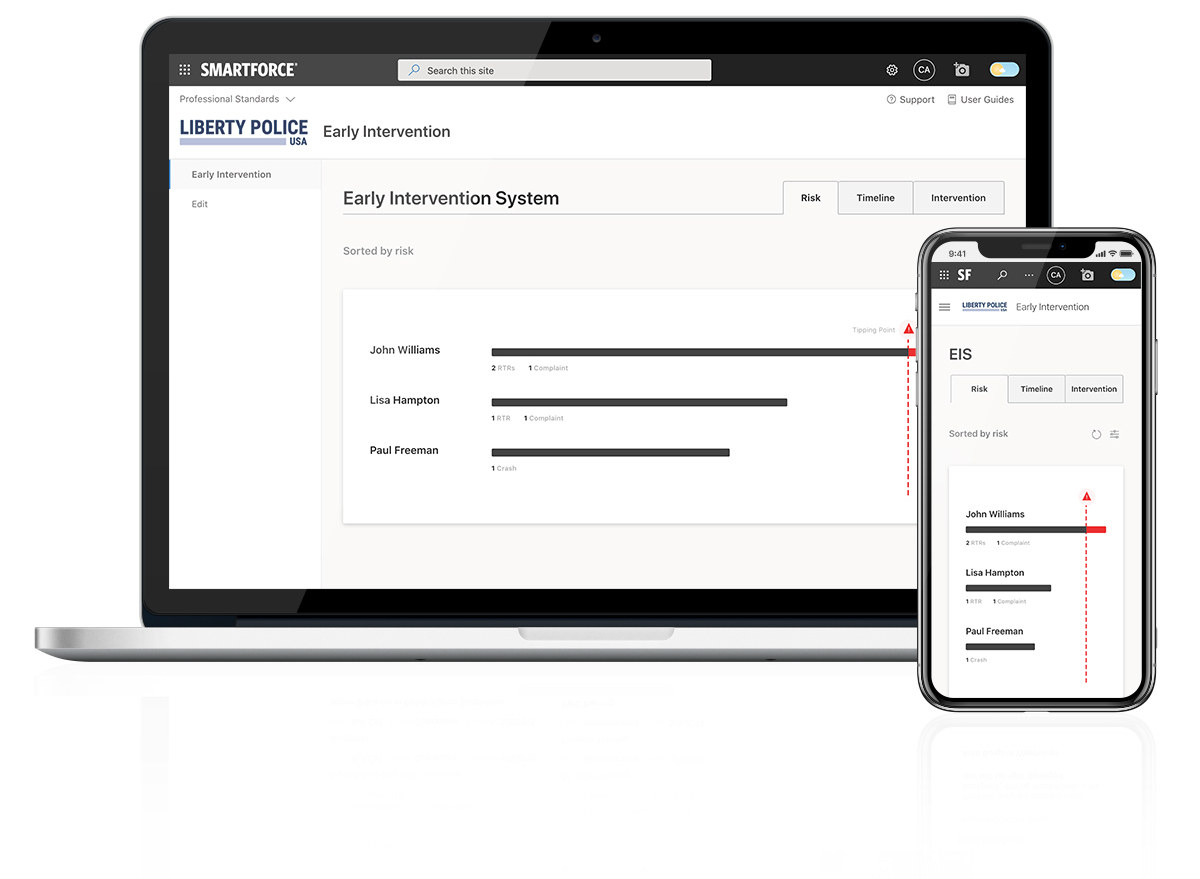 SMARTFORCE®
Search this site
CA
Professional Standards
Support
User Guides
LIBERTY POLICE
USA
Early Intervention
Early Intervention
Edit
Early Intervention System
Risk
Timeline
Intervention
Sorted by risk
Tipping Point
John Williams
2 RTRs 1 Complaint
Lisa Hampton
1 RTR 1 Complaint
Paul Freeman
1 Crash
9:41
SF
CA
LIBERTY POLICE
USA
Early Intervention
EIS
Risk
Timeline
Intervention
Sorted by risk
John Williams
2 RTRs 1 Complaint
Lisa Hampton
1 RTR 1 Complaint
Paul Freeman
1 Crash